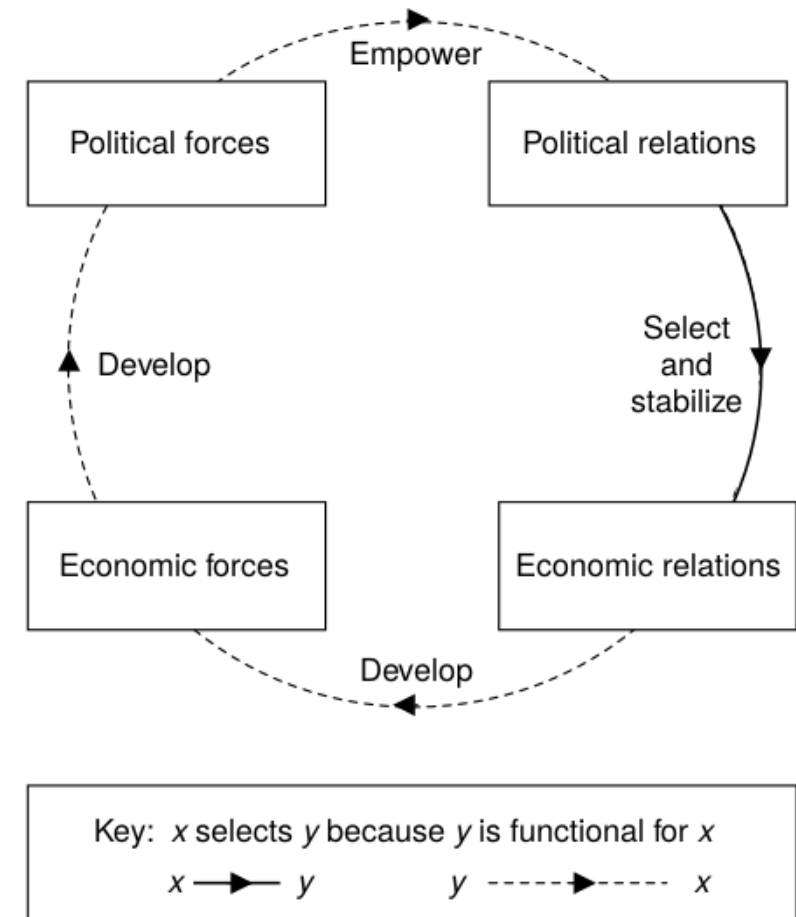 Empower
Political forces
Political relations
Select
and
stabilize
Develop
Economic forces
Economic relations
Develop
Key: x selects y because y is functional for x
x y y x